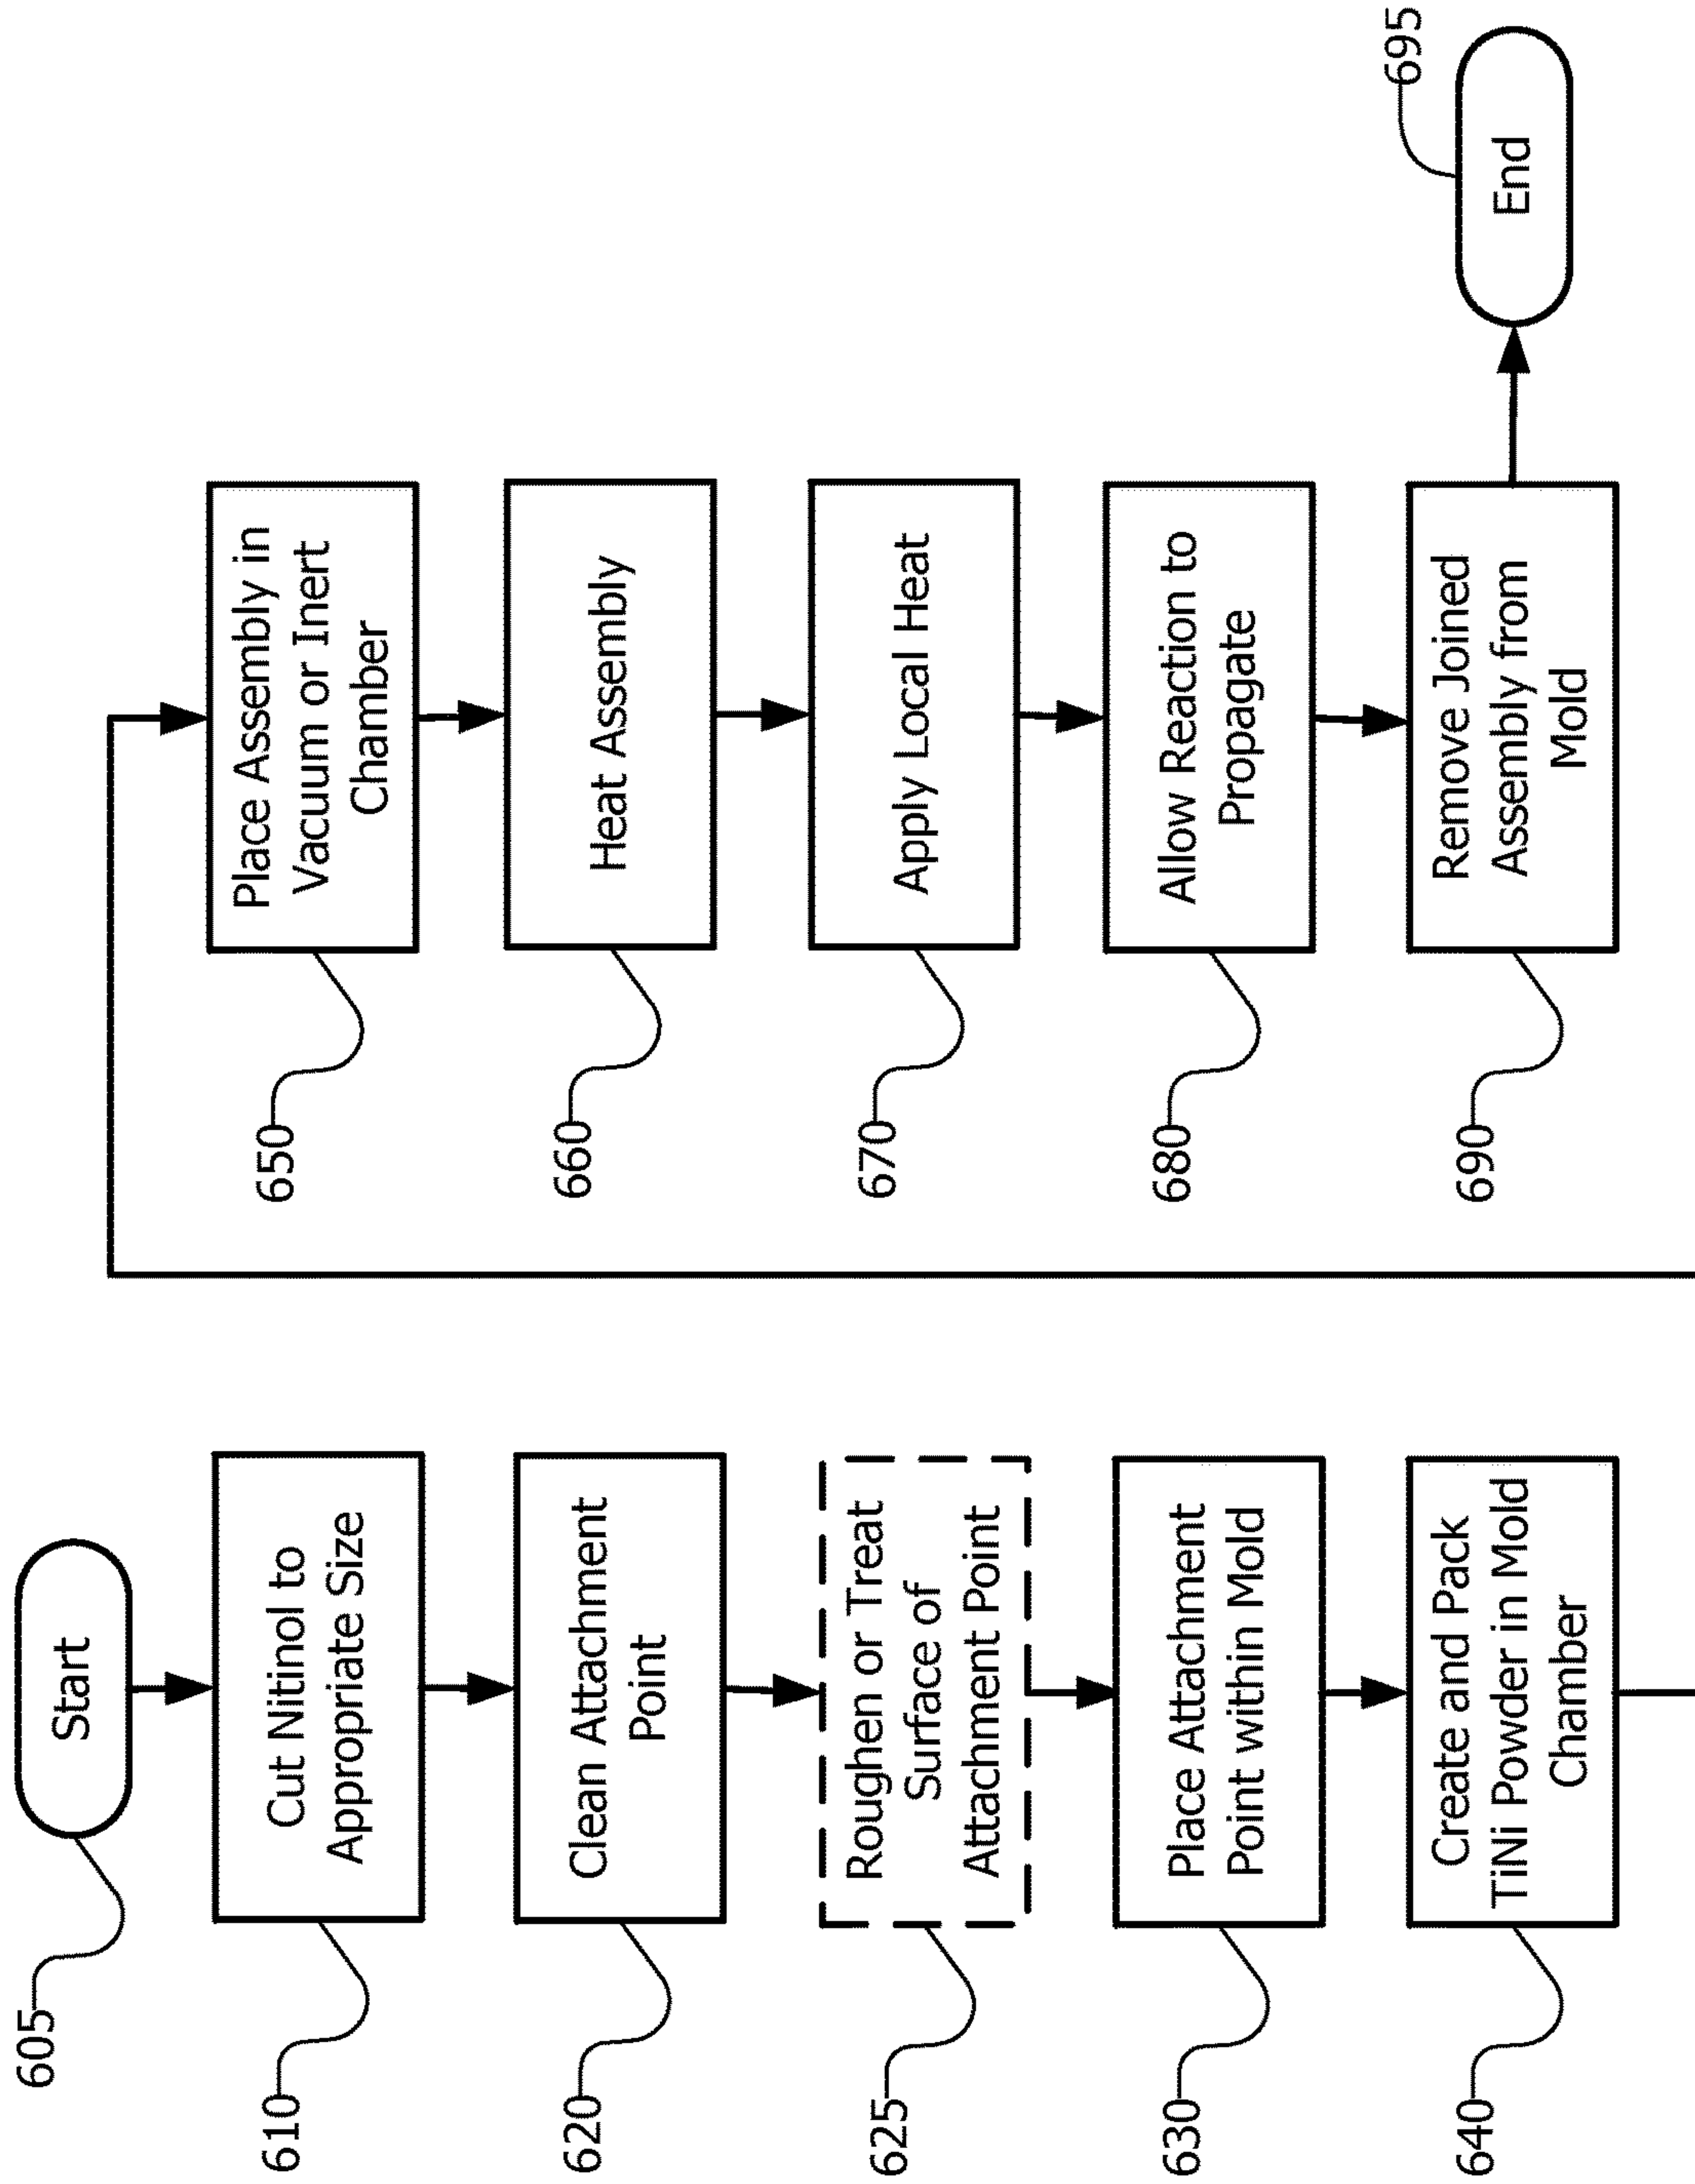 605
Start
610
Cut Nitinol to
Appropriate Size
620
Clean Attachment
Point
625
Roughen or Treat
Surface of
Attachment Point
630
Place Attachment
Point within Mold
640
Create and Pack
TiNi Powder in Mold
Chamber
650
Place Assembly in
Vacuum or Inert
Chamber
660
Heat Assembly
670
Apply Local Heat
680
Allow Reaction to
Propagate
690
Remove Joined
Assembly from
Mold
695
End